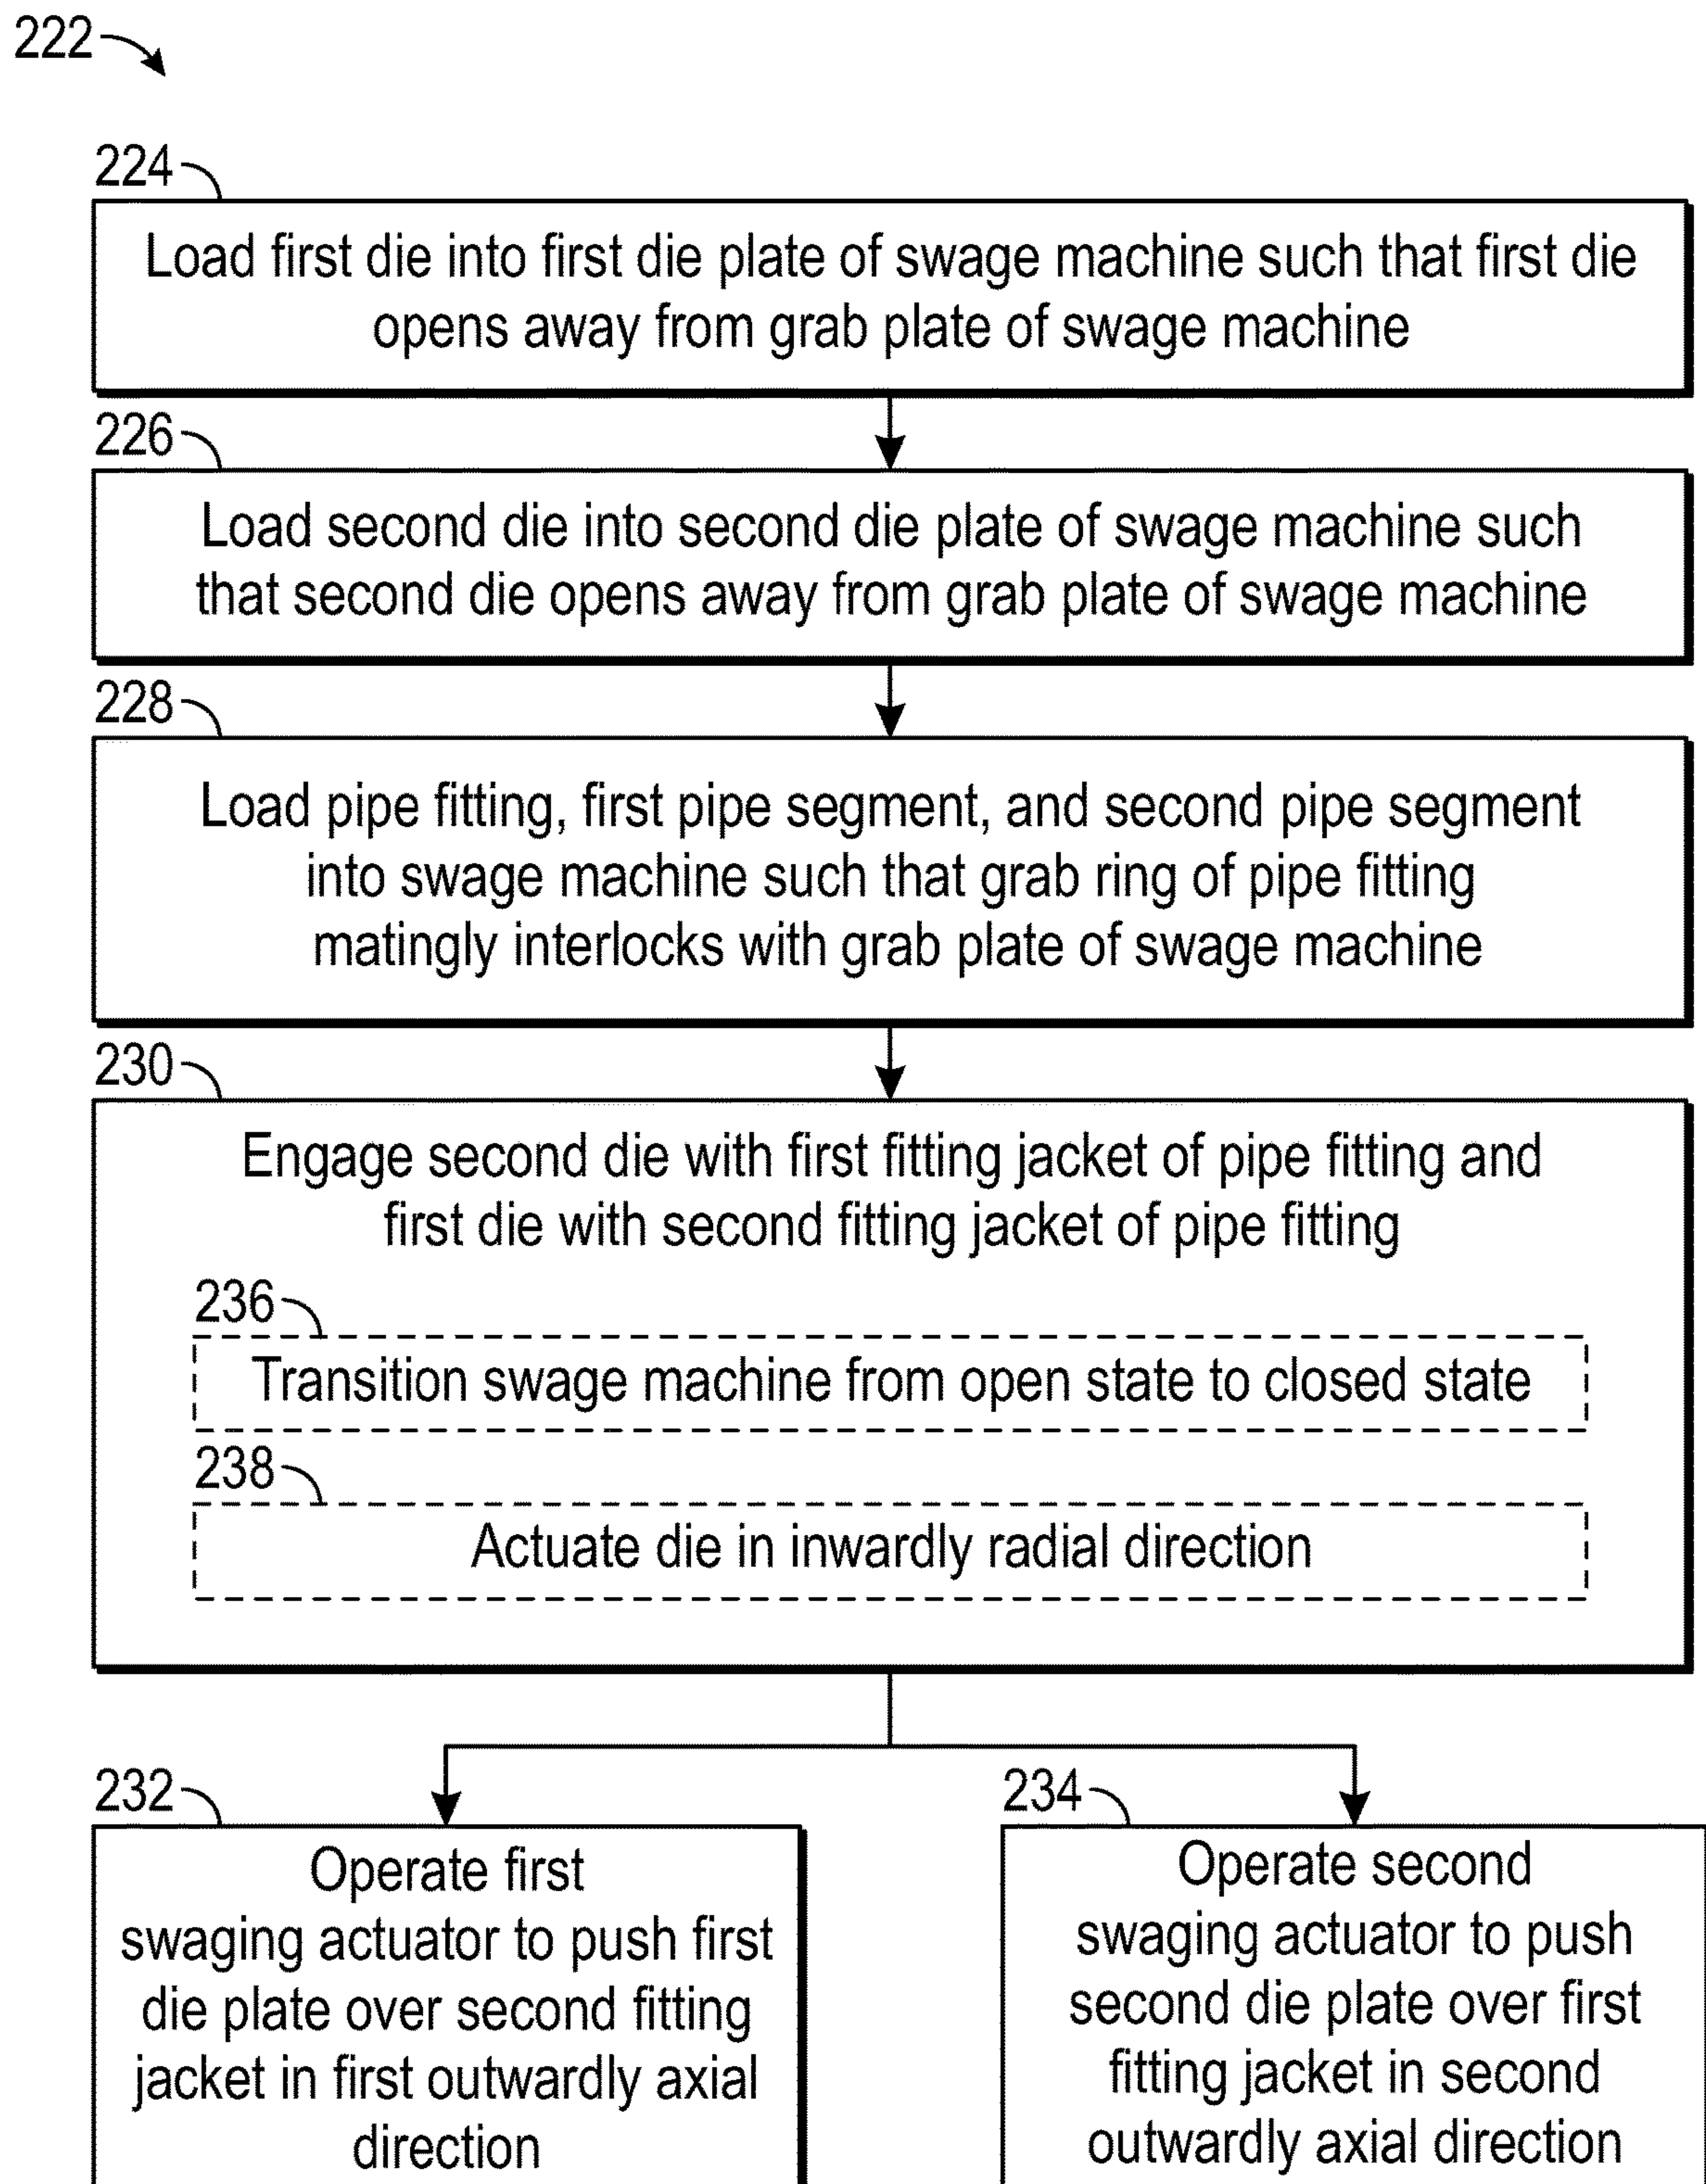 222
224
Load first die into first die plate of swage machine such that first die
opens away from grab plate of swage machine
226
Load second die into second die plate of swage machine such
that second die opens away from grab plate of swage machine
228
Load pipe fitting, first pipe segment, and second pipe segment
into swage machine such that grab ring of pipe fitting
matingly interlocks with grab plate of swage machine
230
Engage second die with first fitting jacket of pipe fitting and
first die with second fitting jacket of pipe fitting
236
Transition swage machine from open state to closed state
238
Actuate die in inwardly radial direction
232
Operate first
swaging actuator to push first
die plate over second fitting
jacket in first outwardly axial
direction
234
Operate second
swaging actuator to push
second die plate over first
fitting jacket in second
outwardly axial direction